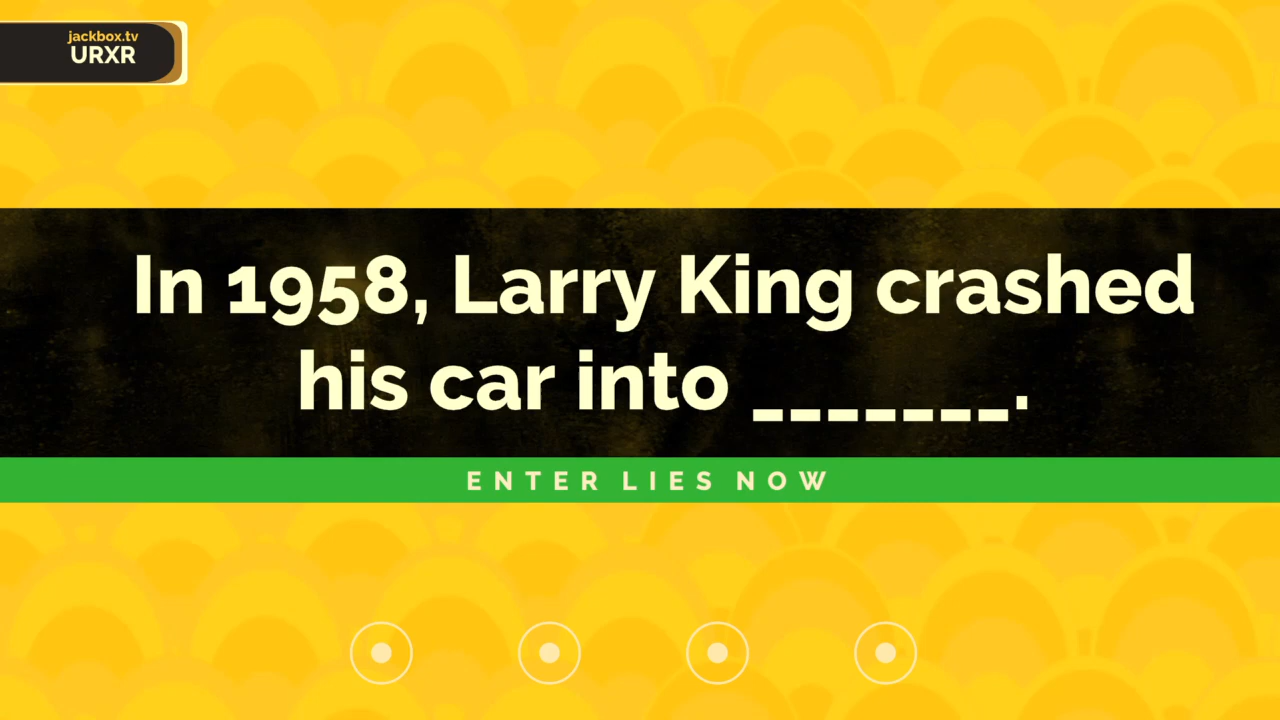 jackbox.tv
URXR
In 1958, Larry King crashed
his car into _______.
ENTER LIES NOW